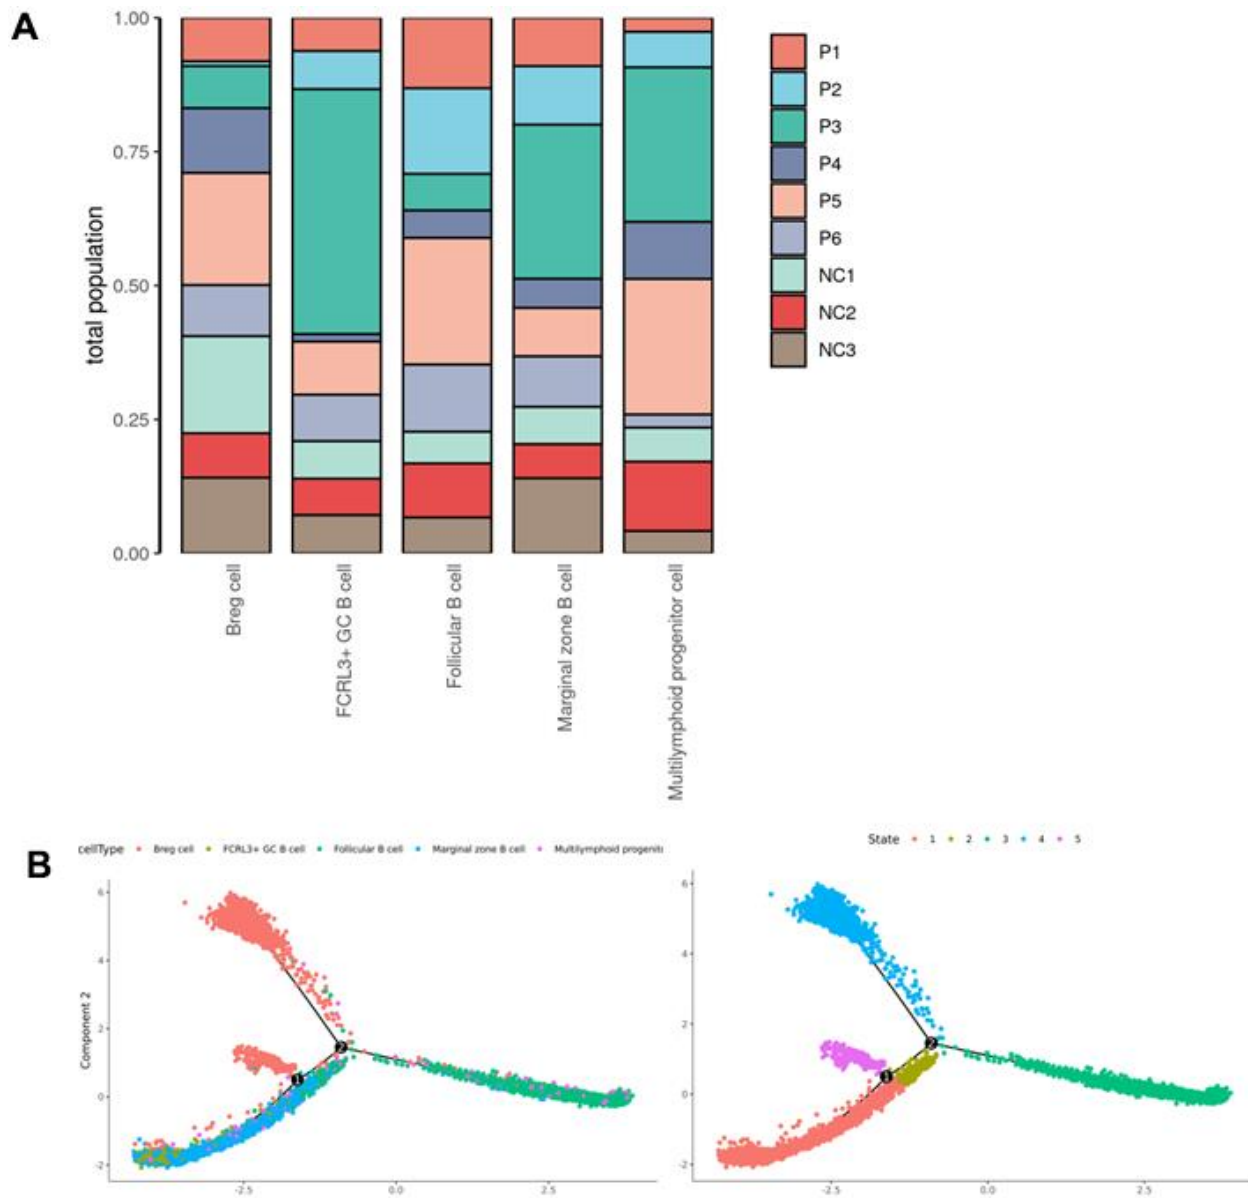 A
total population
1.00
0.75
0.50
0.25
0.00
Breg cell
FCRL3+ GC B cell
Follicular B cell
Marginal zone B cell
Multilymphoid progenitor cell
P1
P2
P3
P4
P5
P6
NC1
NC2
NC3
B
cellType Breg cell FCRL3+ GC B cell Follicular B cell Marginal zone B cell Multilymphoid progenito
Component 2
6
4
2
0
-2
-2.5 0.0 2.5
1
2
State 1 2 3 4 5
6
4
2
0
-2
-2.5 0.0 2.5
1
2